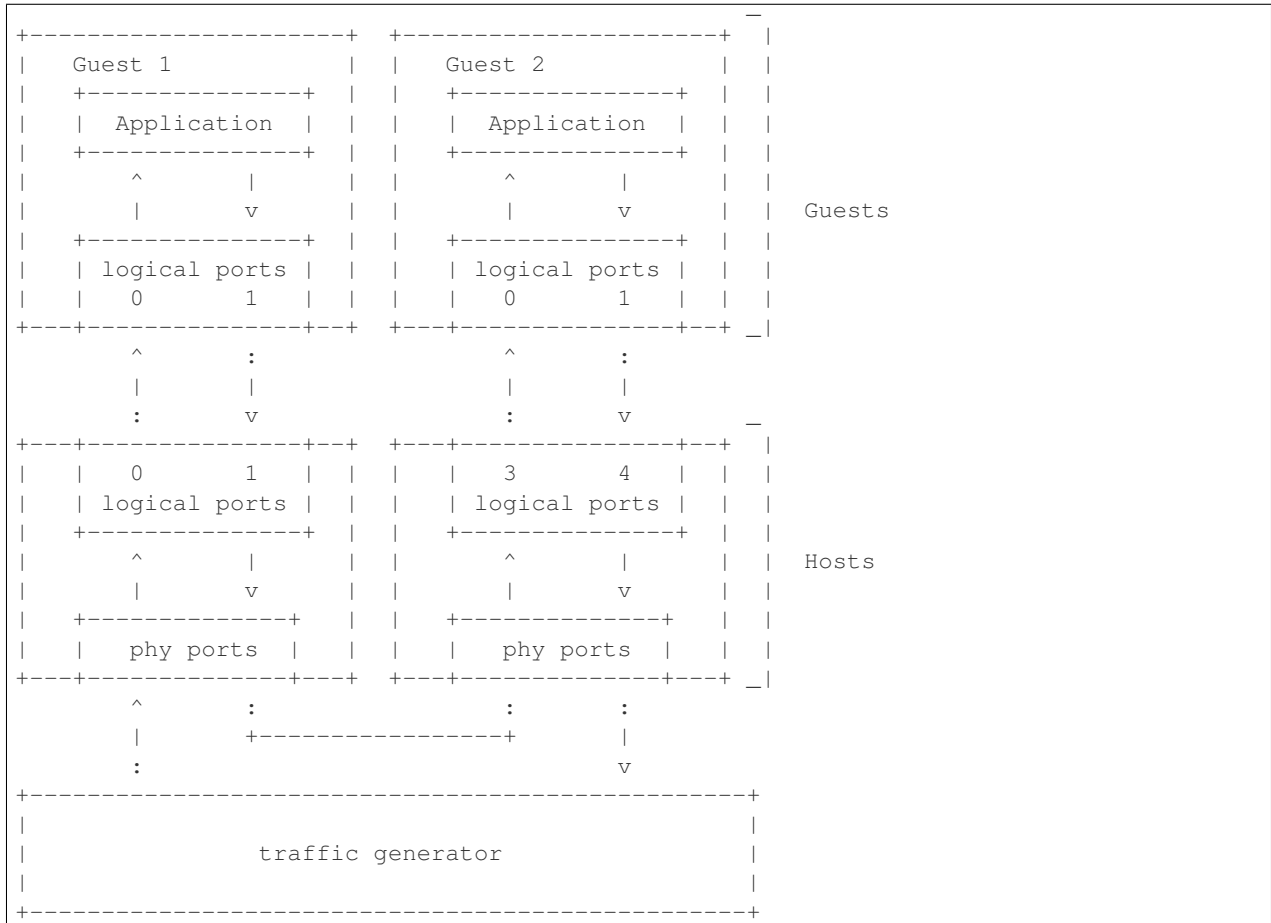 Guest 1 Guest 2
Application Application
v v Guests
logical ports logical ports
0 1 0 1
v v
0 1 3 4
logical ports logical ports
Hosts
v v
phy ports phy ports
v
traffic generator